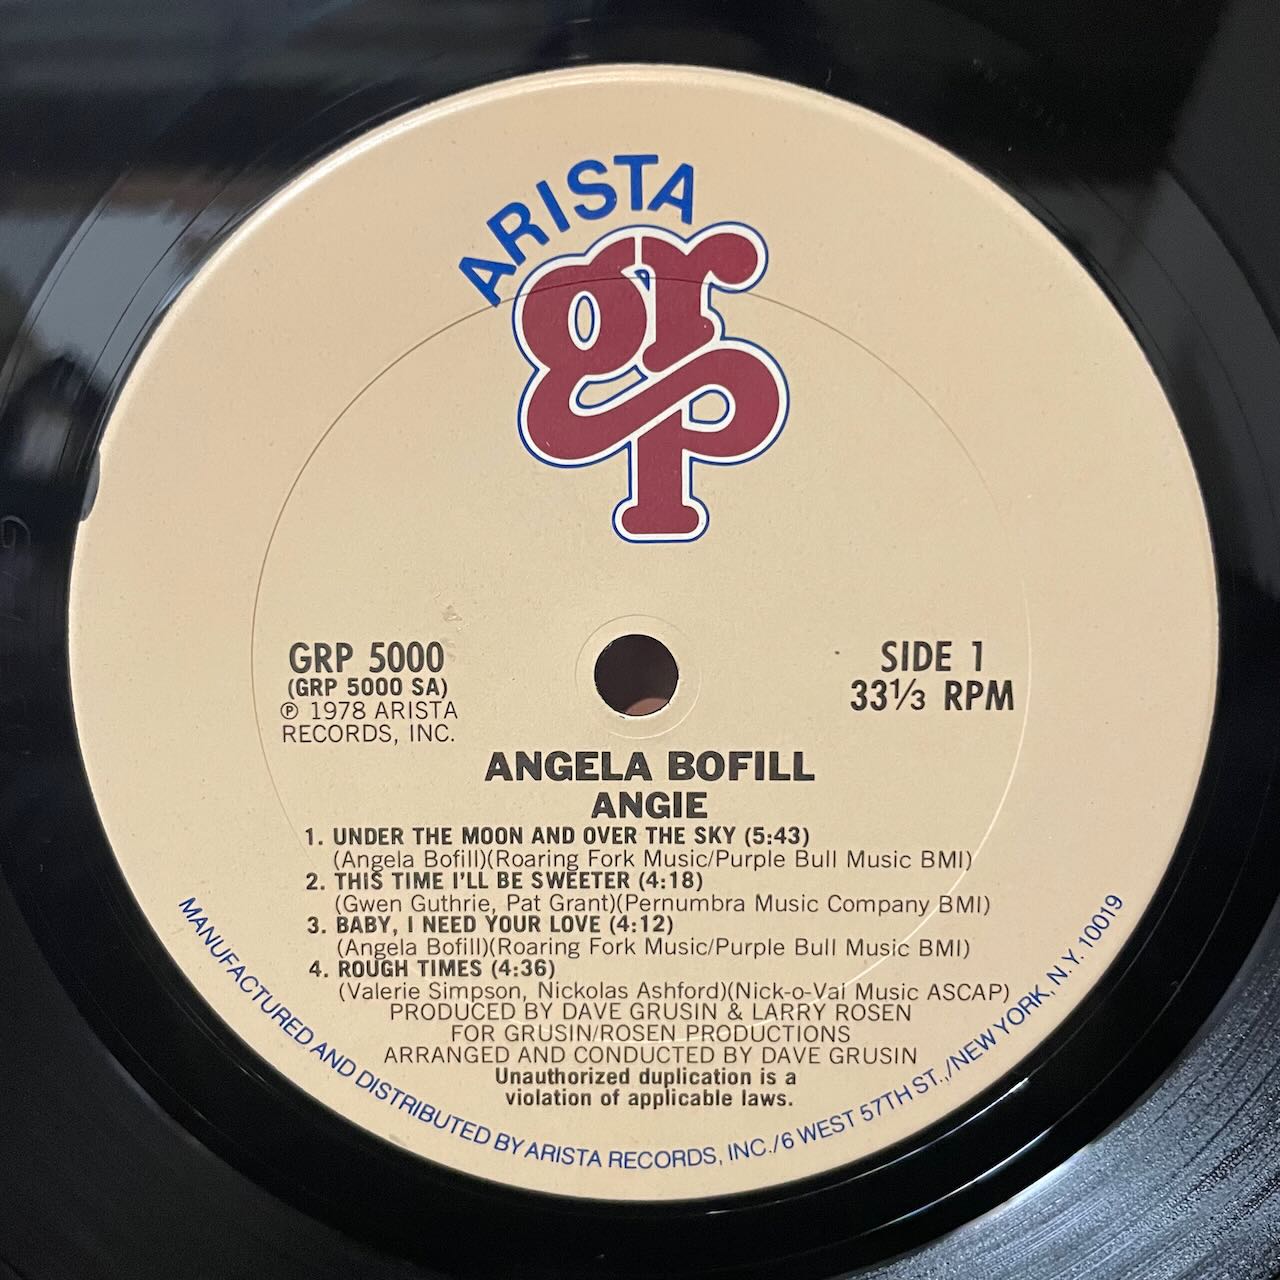 ARISTA
grp
GRP 5000
(GRP 5000 SA)
℗ 1978 ARISTA
RECORDS, INC.
SIDE 1
33⅓ RPM
ANGELA BOFILL
ANGIE
1. UNDER THE MOON AND OVER THE SKY (5:43)
(Angela Bofill)(Roaring Fork Music/Purple Bull Music BMI)
2. THIS TIME I'LL BE SWEETER (4:18)
(Gwen Guthrie, Pat Grant)(Pernumbra Music Company BMI)
3. BABY, I NEED YOUR LOVE (4:12)
(Angela Bofill)(Roaring Fork Music/Purple Bull Music BMI)
4. ROUGH TIMES (4:36)
(Valerie Simpson, Nickolas Ashford)(Nick-o-Val Music ASCAP)
PRODUCED BY DAVE GRUSIN & LARRY ROSEN
FOR GRUSIN/ROSEN PRODUCTIONS
ARRANGED AND CONDUCTED BY DAVE GRUSIN
Unauthorized duplication is a
violation of applicable laws.
MANUFACTURED AND DISTRIBUTED BY ARISTA RECORDS, INC./6 WEST 57TH ST.,/NEW YORK, N.Y. 10019